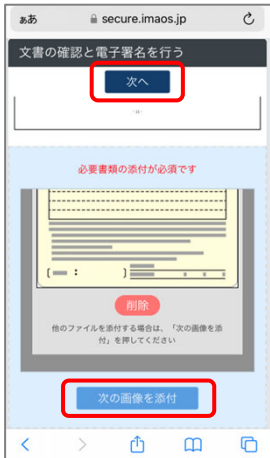 ああ
secure.imaos.jp
文書の確認と電子署名を行う
次へ
必要書類の添付が必須です
削除
他のファイルを添付する場合は、「次の画像を添
付」を押してください
次の画像を添付